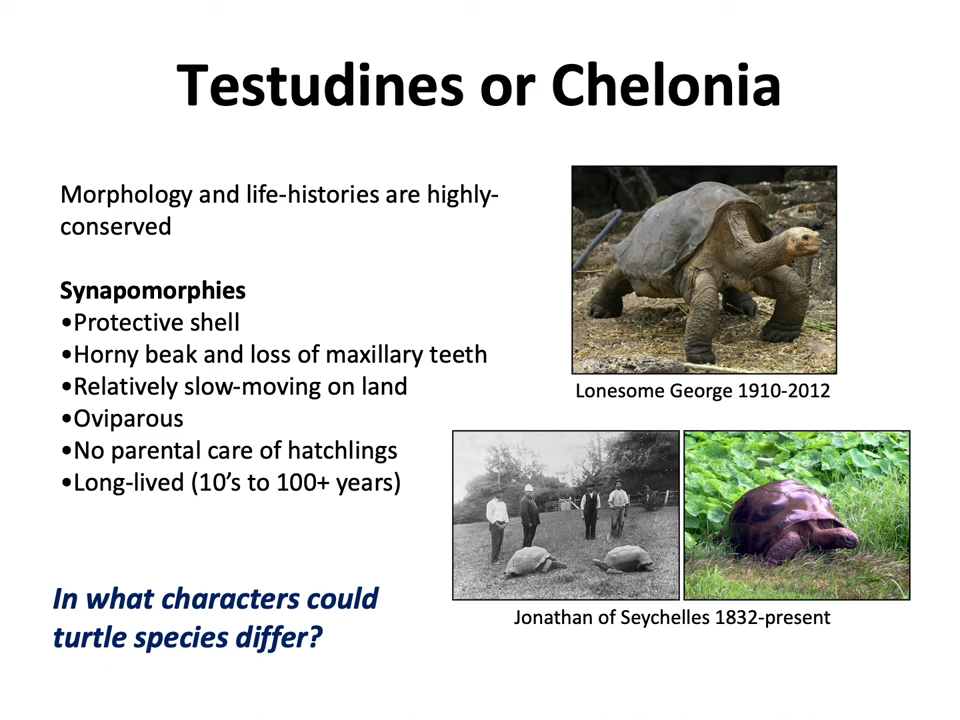 Testudines or Chelonia
Morphology and life-histories are highly-
conserved
Synapomorphies
•Protective shell
•Horny beak and loss of maxillary teeth
•Relatively slow-moving on land
•Oviparous
•No parental care of hatchlings
•Long-lived (10’s to 100+ years)
In what characters could
turtle species differ?
Lonesome George 1910-2012
Jonathan of Seychelles 1832-present